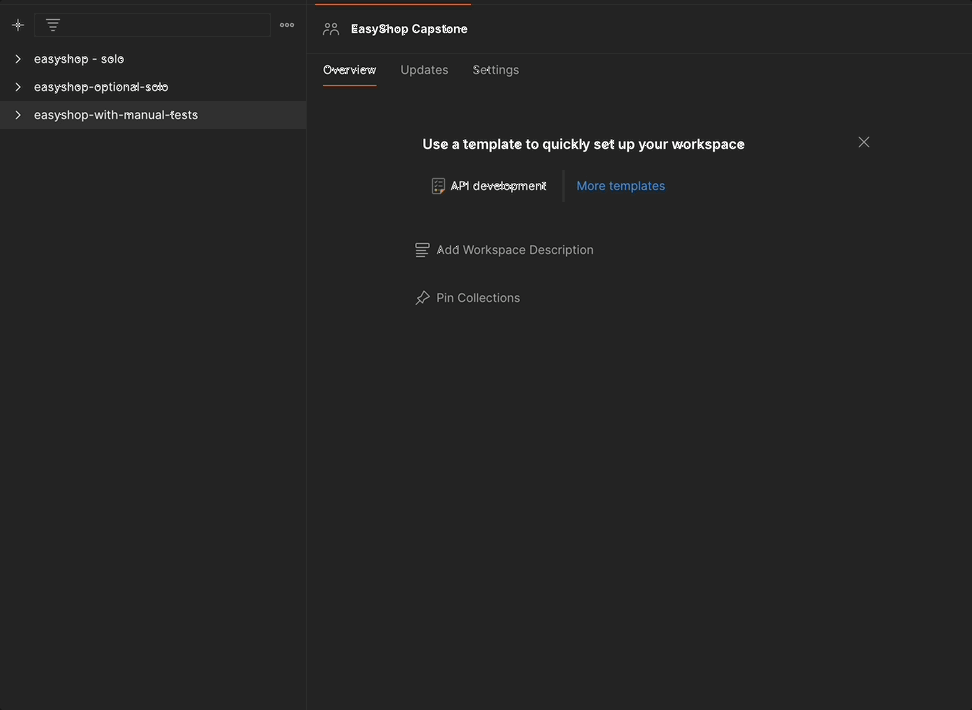 easyshop - solo
easyshop-optional-solo
easyshop-with-manual-tests
EasyShop Capstone
Overview Updates Settings
Use a template to quickly set up your workspace
API development More templates
Add Workspace Description
Pin Collections